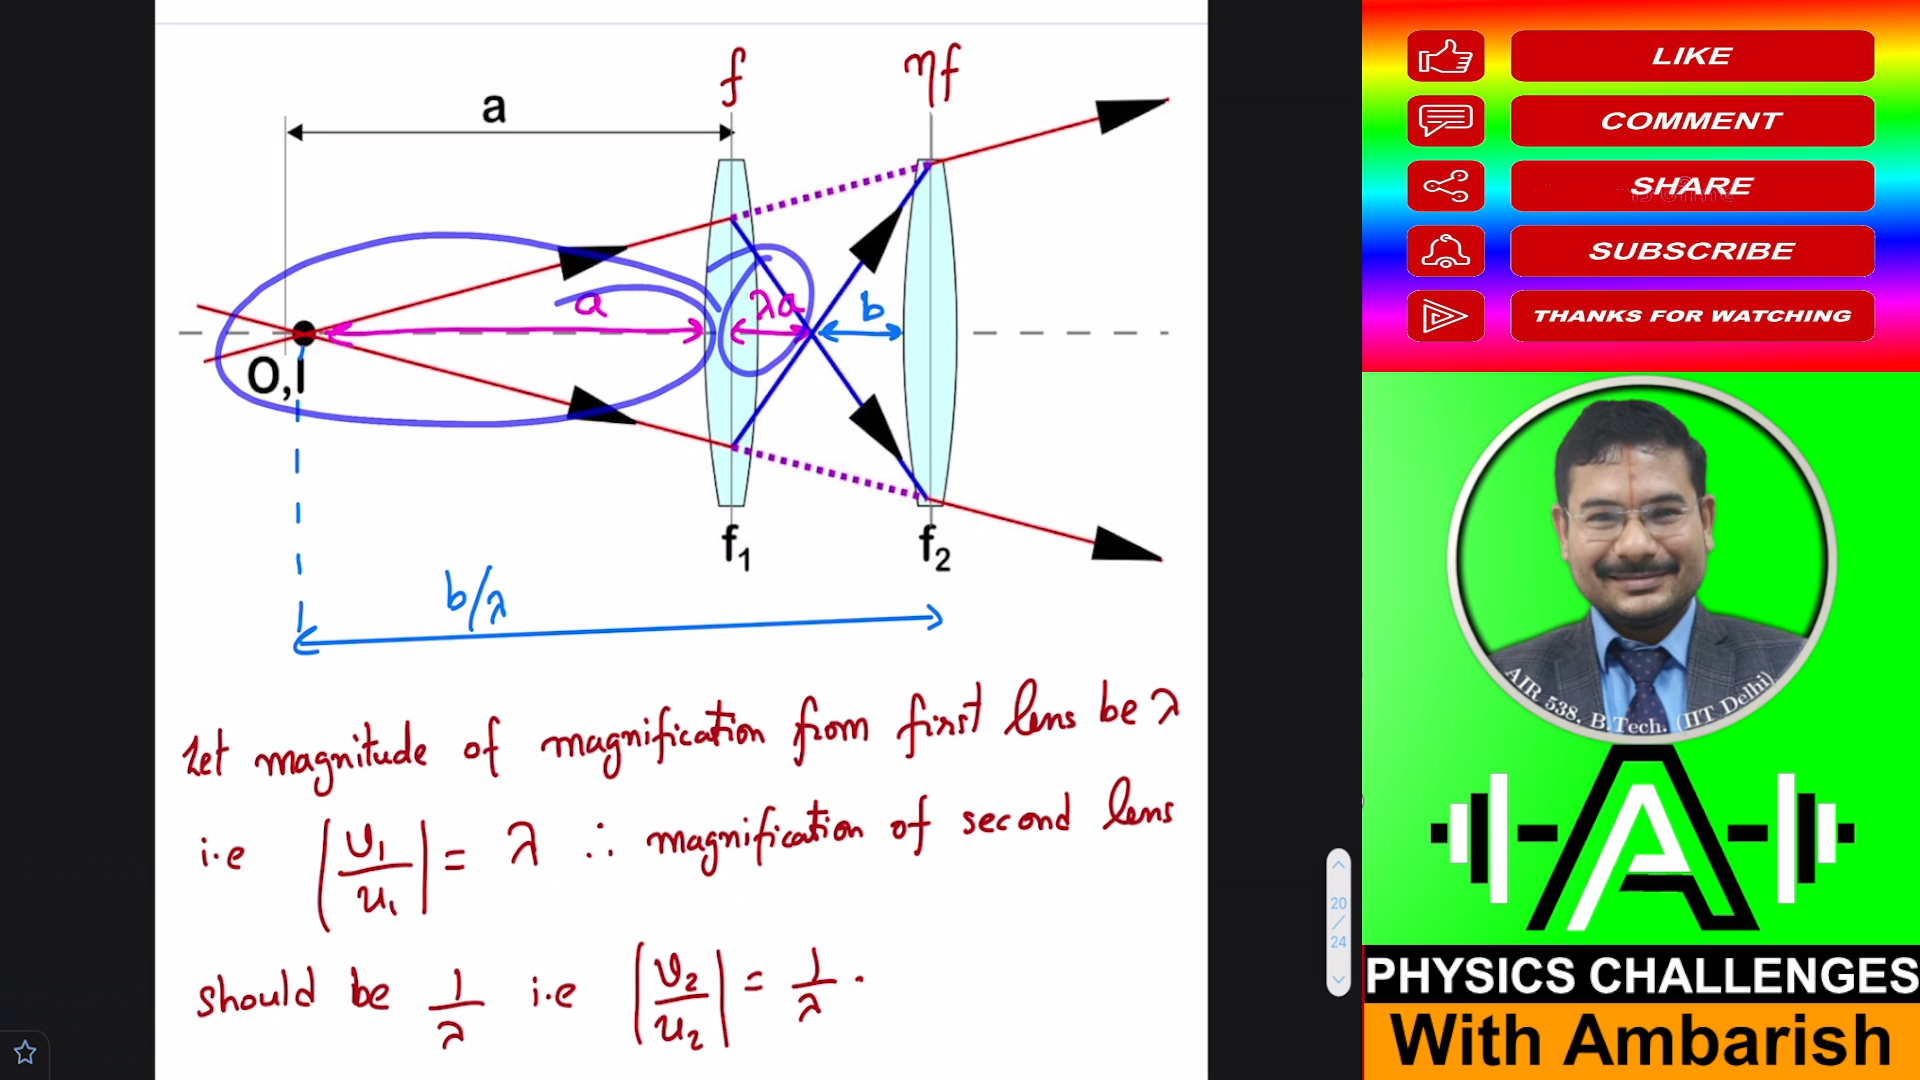 f ηf
a
a λa b
O,I
f₁ f₂
b/λ
Let magnitude of magnification from first lens be λ
i.e |v₁/u₁| = λ ∴ magnification of second lens
should be 1/λ i.e |v₂/u₂| = 1/λ .
20
/
24
LIKE
COMMENT
SHARE
SUBSCRIBE
THANKS FOR WATCHING
AIR 538, B.Tech. (IIT Delhi)
A
PHYSICS CHALLENGES
With Ambarish